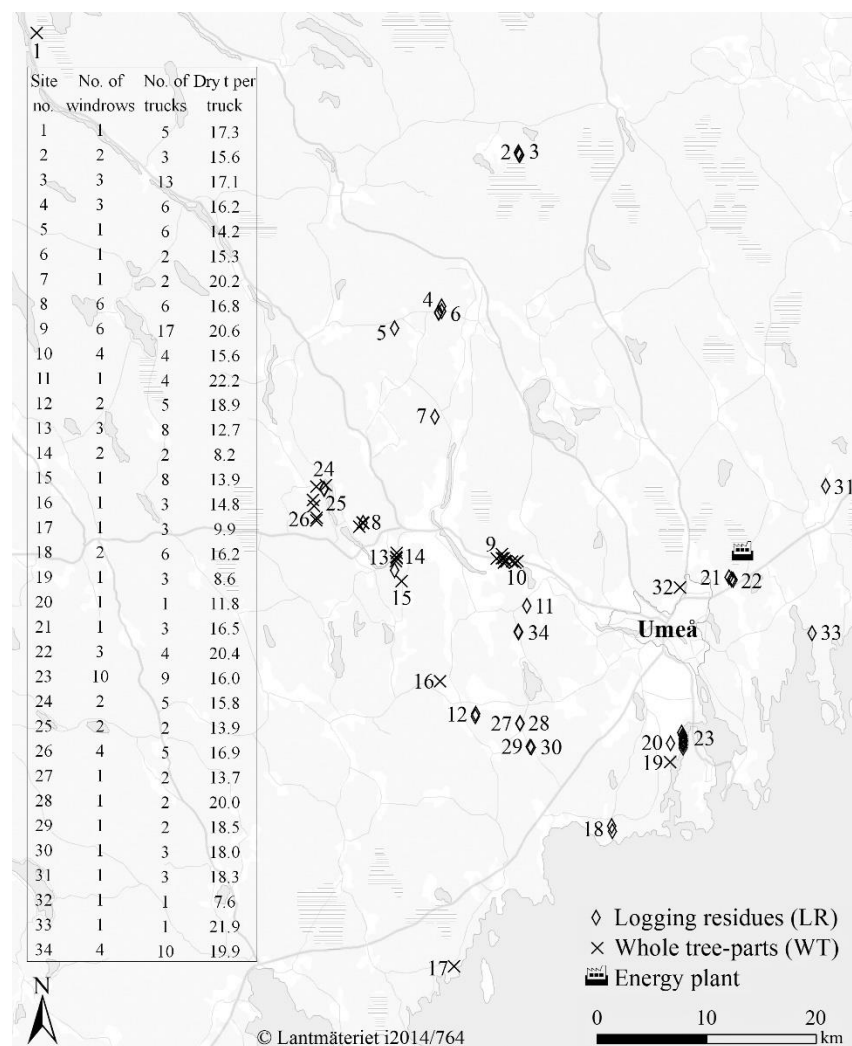 1
Site No. of No. of Dry t per
no. windrows trucks truck
1 1 5 17.3
2 2 3 15.6
3 3 13 17.1
4 3 6 16.2
5 1 6 14.2
6 1 2 15.3
7 1 2 20.2
8 6 6 16.8
9 6 17 20.6
10 4 4 15.6
11 1 4 22.2
12 2 5 18.9
13 3 8 12.7
14 2 2 8.2
15 1 8 13.9
16 1 3 14.8
17 1 3 9.9
18 2 6 16.2
19 1 3 8.6
20 1 1 11.8
21 1 3 16.5
22 3 4 20.4
23 10 9 16.0
24 2 5 15.8
25 2 2 13.9
26 4 5 16.9
27 1 2 13.7
28 1 2 20.0
29 1 2 18.5
30 1 3 18.0
31 1 3 18.3
32 1 1 7.6
33 1 1 21.9
34 4 10 19.9
2 3
4
6
5
7
24
31
25
26
8
9
13 14
10
21 22
32
15
11
Umeå
34
33
16
12
27 28
23
29 30
20
19
18
17
Logging residues (LR)
Whole tree-parts (WT)
Energy plant
N
0 10 20
km
© Lantmäteriet i2014/764